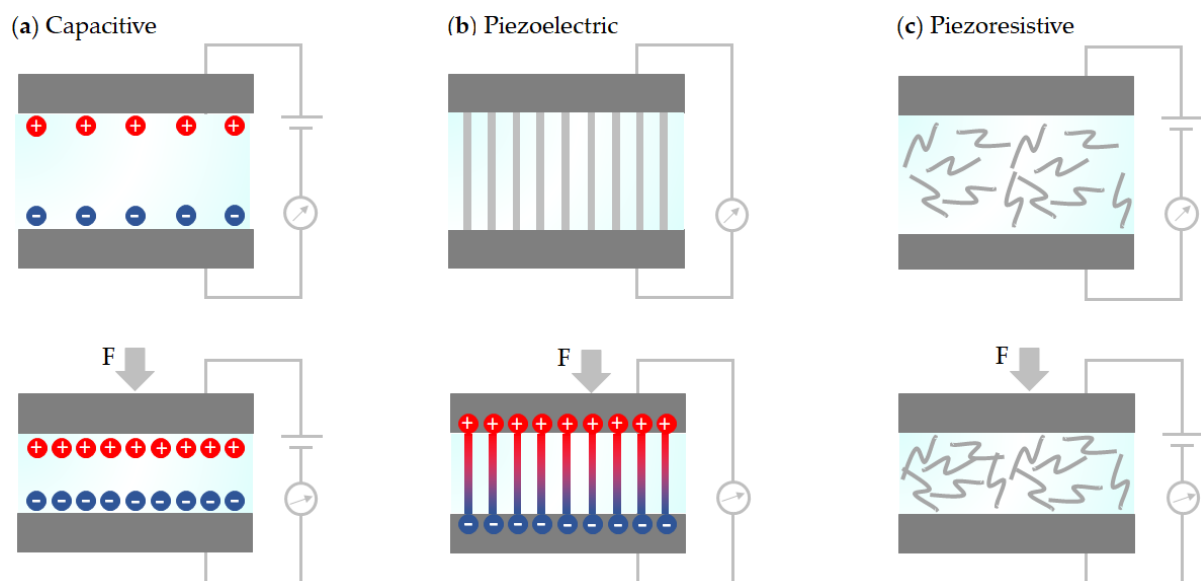 (a) Capacitive
(b) Piezoelectric
(c) Piezoresistive
+ + + + +
- - - - -
F
F
F
+ + + + + + + + +
- - - - - - - - -
+ + + + + + + + +
- - - - - - - - -